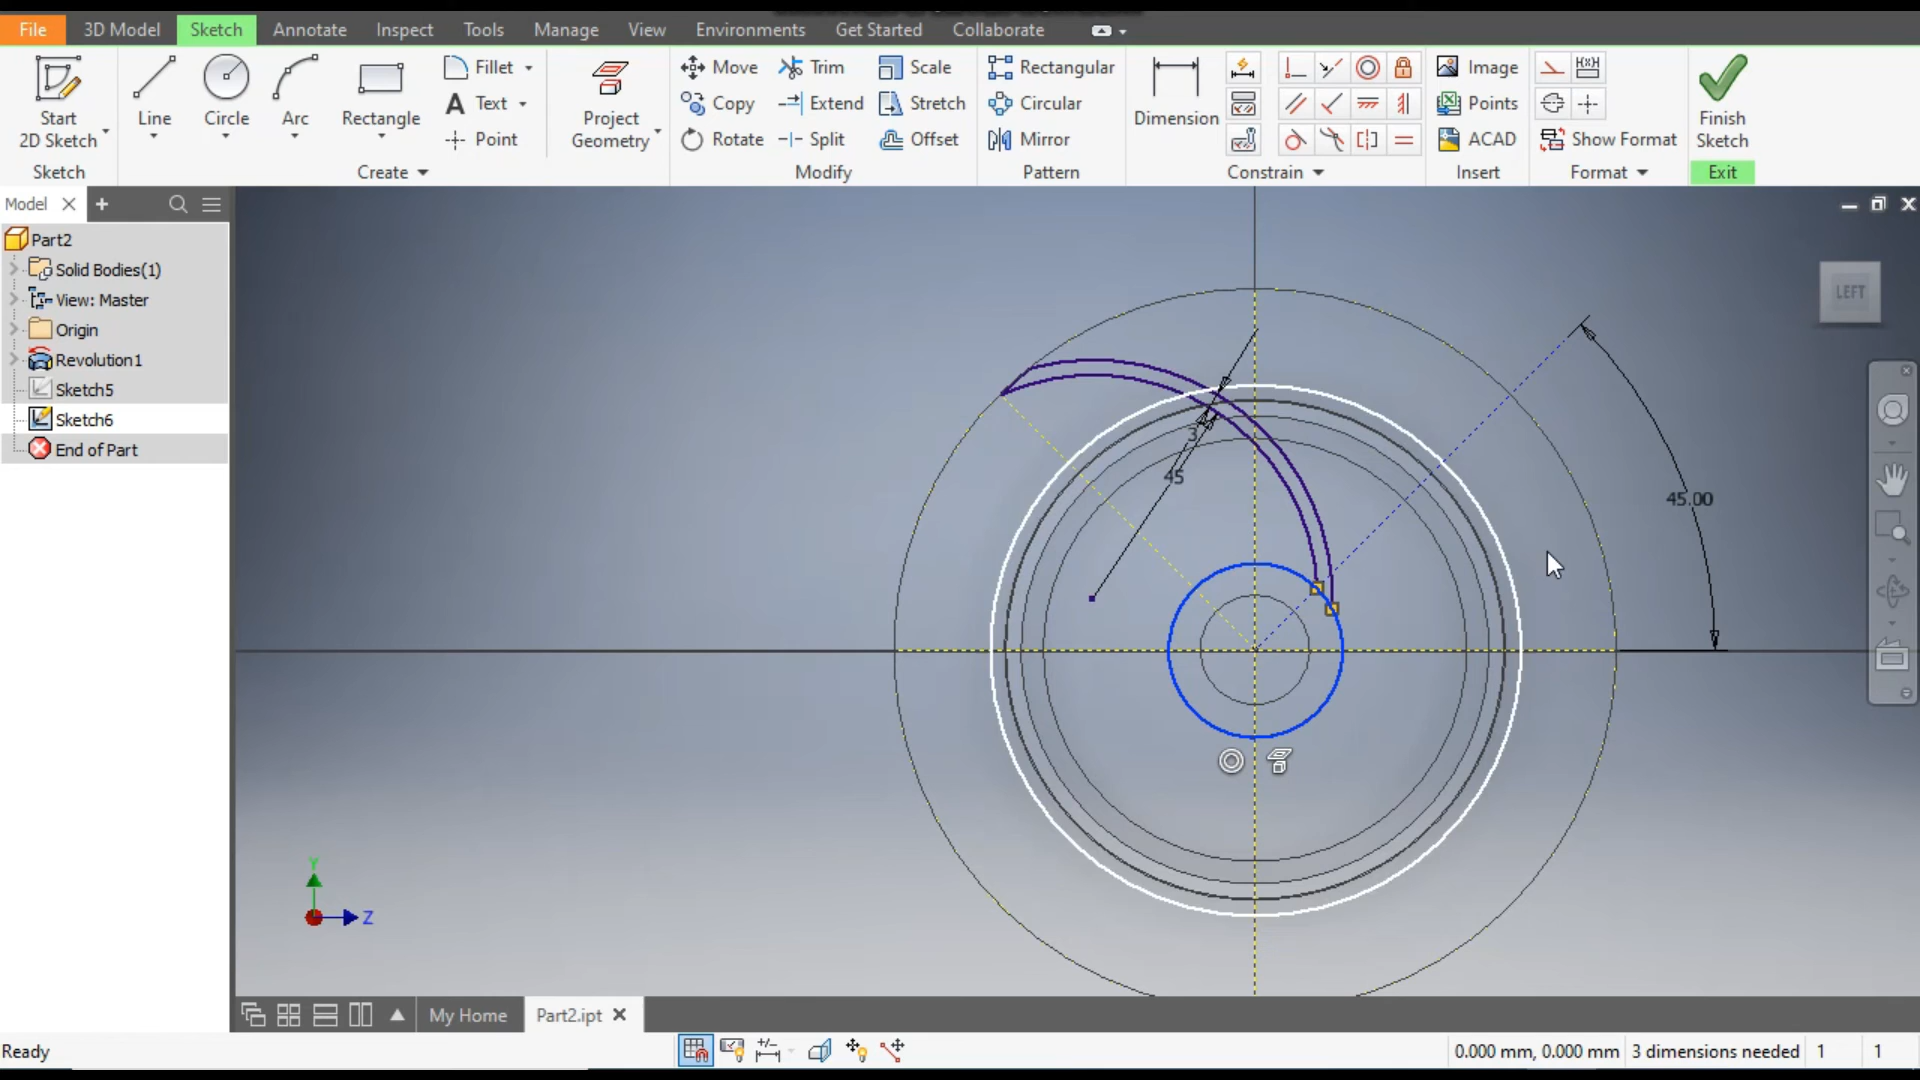 File 3D Model Sketch Annotate Inspect Tools Manage View Environments Get Started Collaborate
Start
2D Sketch
Line
Circle
Arc
Rectangle
Fillet
Text
Point
Project
Geometry
Move
Copy
Rotate
Trim
Extend
Split
Scale
Stretch
Offset
Rectangular
Circular
Mirror
Dimension
Image
Points
ACAD
Show Format
Finish
Sketch
Sketch Create Modify Pattern Constrain Insert Format Exit
Model
Part2
Solid Bodies(1)
View: Master
Origin
Revolution1
Sketch5
Sketch6
End of Part
LEFT
3
45
45.00
Y
Z
My Home Part2.ipt
Ready 0.000 mm, 0.000 mm 3 dimensions needed 1 1